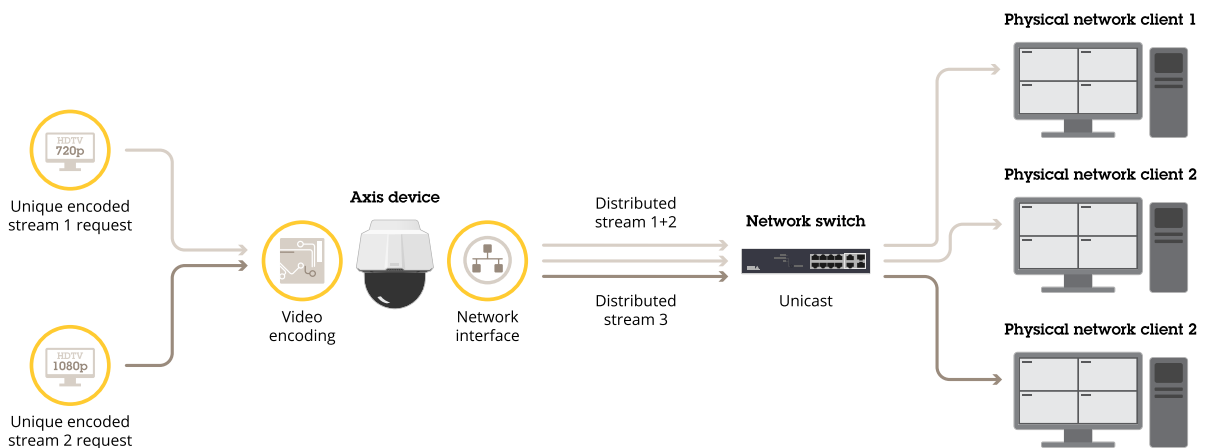 Physical network client 1
HDTV
720p
Unique encoded
stream 1 request
Axis device
Video
encoding
Network
interface
Distributed
stream 1+2
Distributed
stream 3
Network switch
Unicast
Physical network client 2
Physical network client 2
HDTV
1080p
Unique encoded
stream 2 request